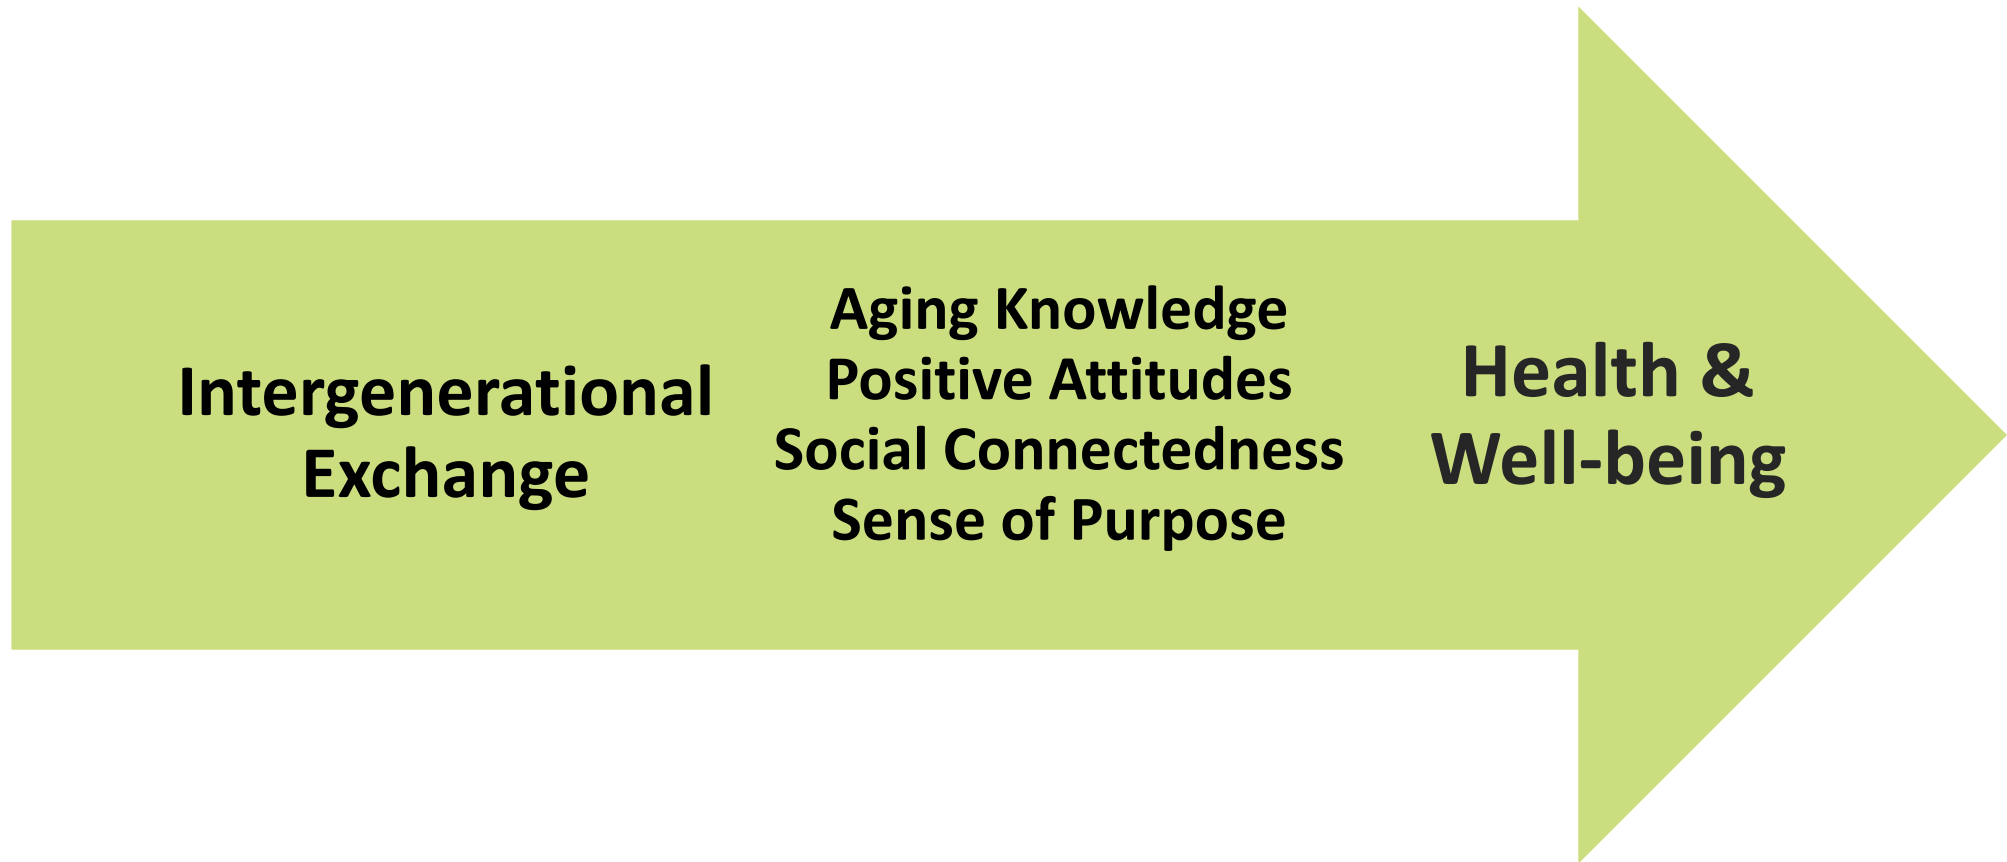 Intergenerational
Exchange
Aging Knowledge
Positive Attitudes
Social Connectedness
Sense of Purpose
Health &
Well-being